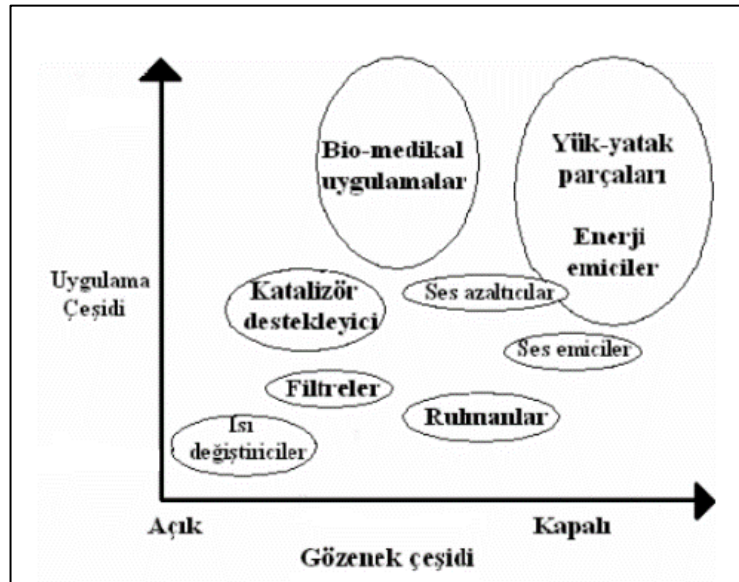 Bio-medikal
uygulamalar
Yük-yatak
parçaları
Enerji
emiciler
Uygulama
Çeşidi
Katalizör
destekleyici
Ses azaltıcılar
Ses emiciler
Filtreler
Rulmanlar
Isı
değiştiriciler
Açık
Kapalı
Gözenek çeşidi